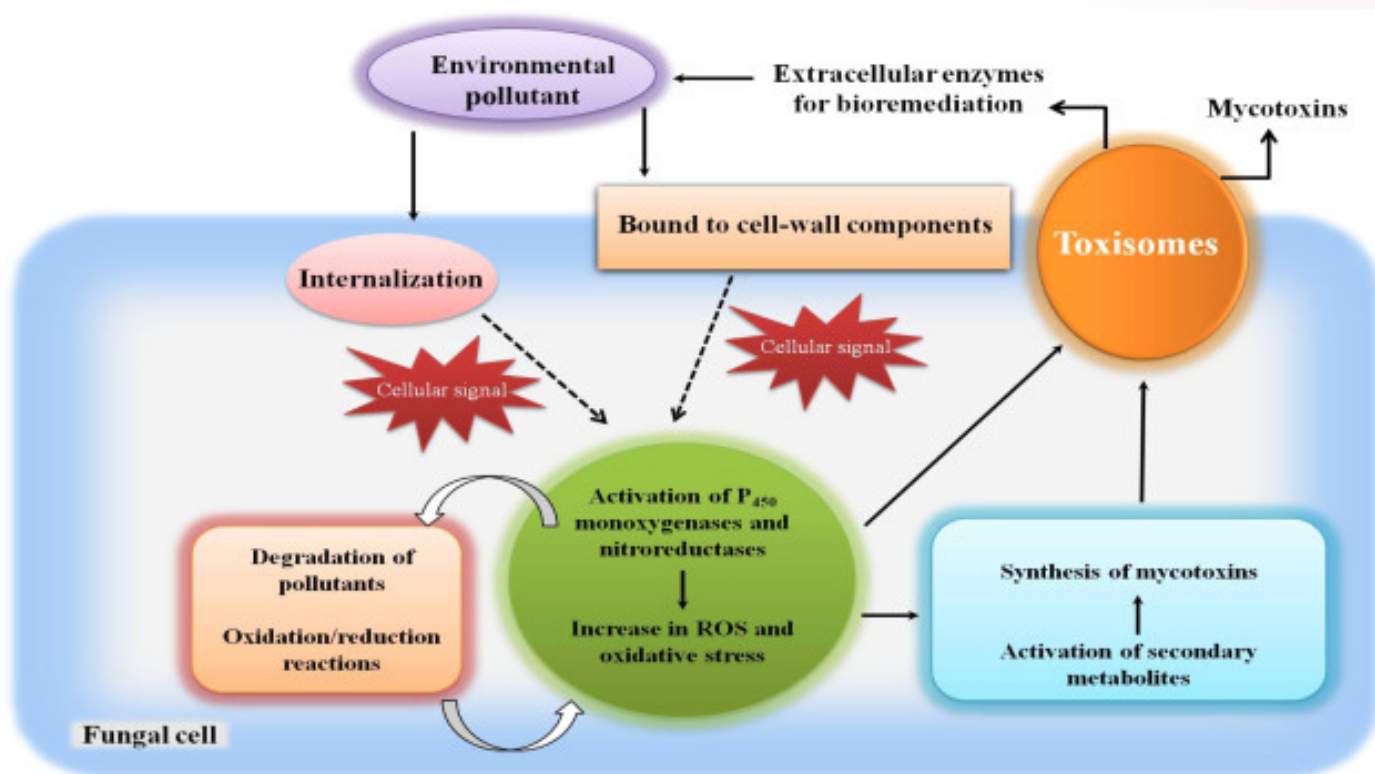 Environmental
pollutant
Extracellular enzymes
for bioremediation
Mycotoxins
Bound to cell-wall components
Toxisomes
Internalization
Cellular signal
Cellular signal
Activation of P450
monoxygenases and
nitroreductases
Increase in ROS and
oxidative stress
Degradation of
pollutants
Oxidation/reduction
reactions
Synthesis of mycotoxins
Activation of secondary
metabolites
Fungal cell